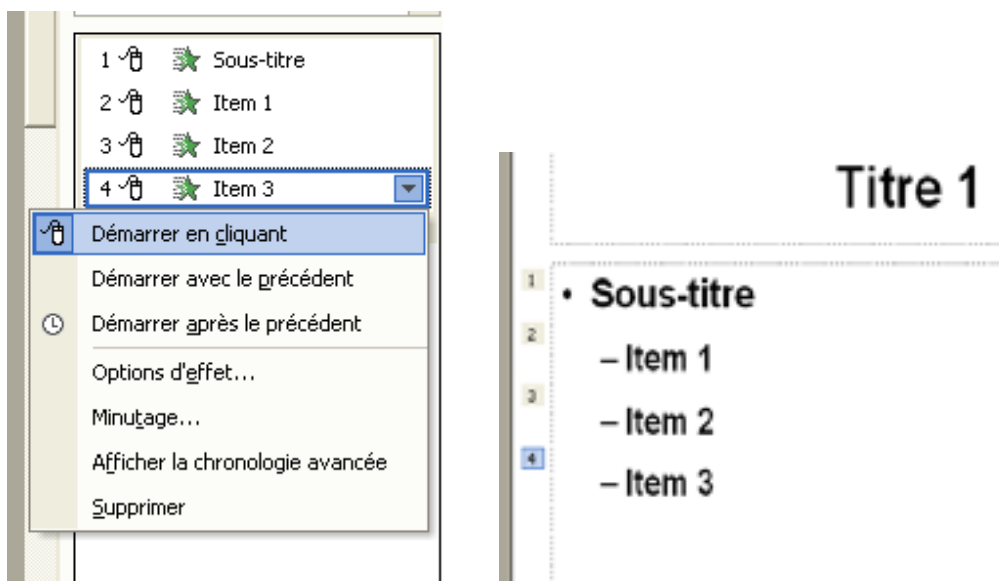 1 Sous-titre
2 Item 1
3 Item 2
4 Item 3
Démarrer en cliquant
Démarrer avec le précédent
Démarrer après le précédent
Options d'effet...
Minutage...
Afficher la chronologie avancée
Supprimer
Titre 1
1 • Sous-titre
2 – Item 1
3 – Item 2
4 – Item 3